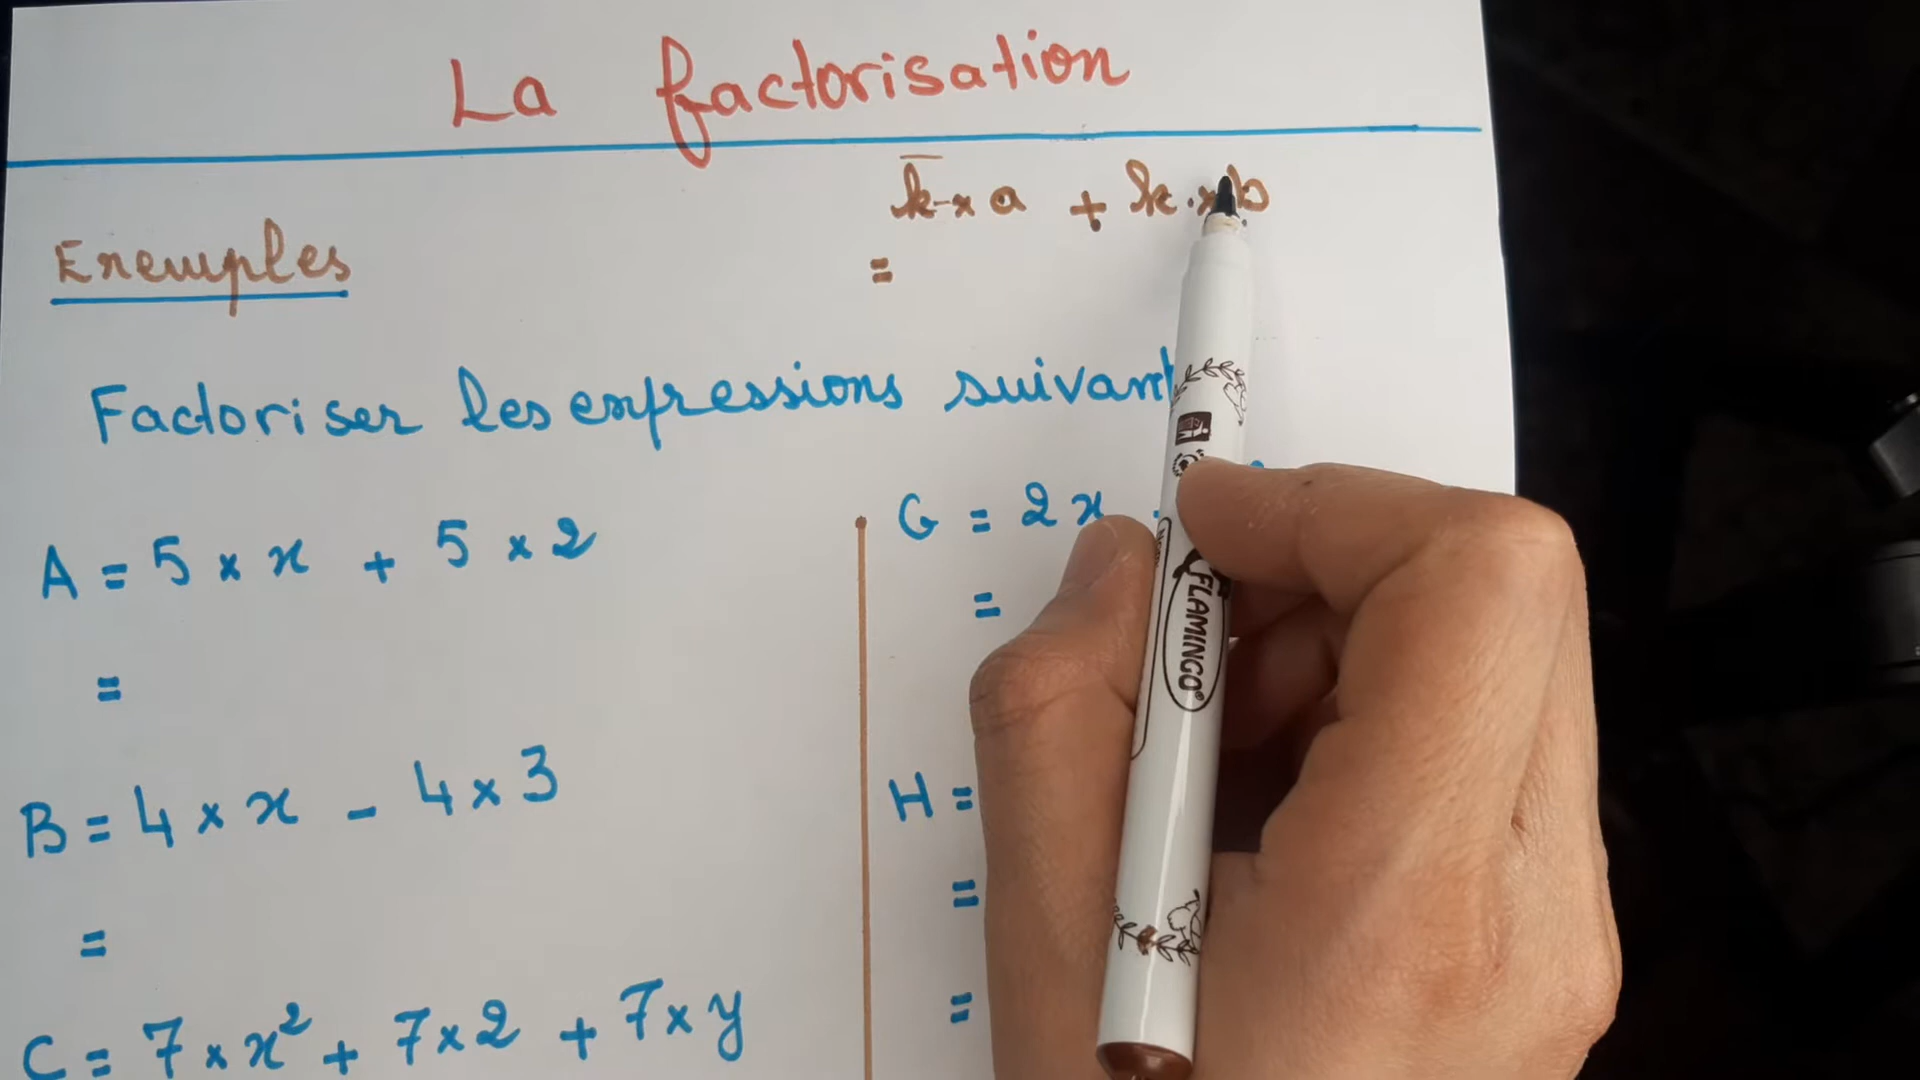 La factorisation
k × a + k × b
=
Exemples
Factoriser les expressions suivant
A = 5 × x + 5 × 2
=
B = 4 × x - 4 × 3
=
C = 7 × x² + 7 × 2 + 7 × y
G = 2x
=
H =
=
=
FLAMINGO®